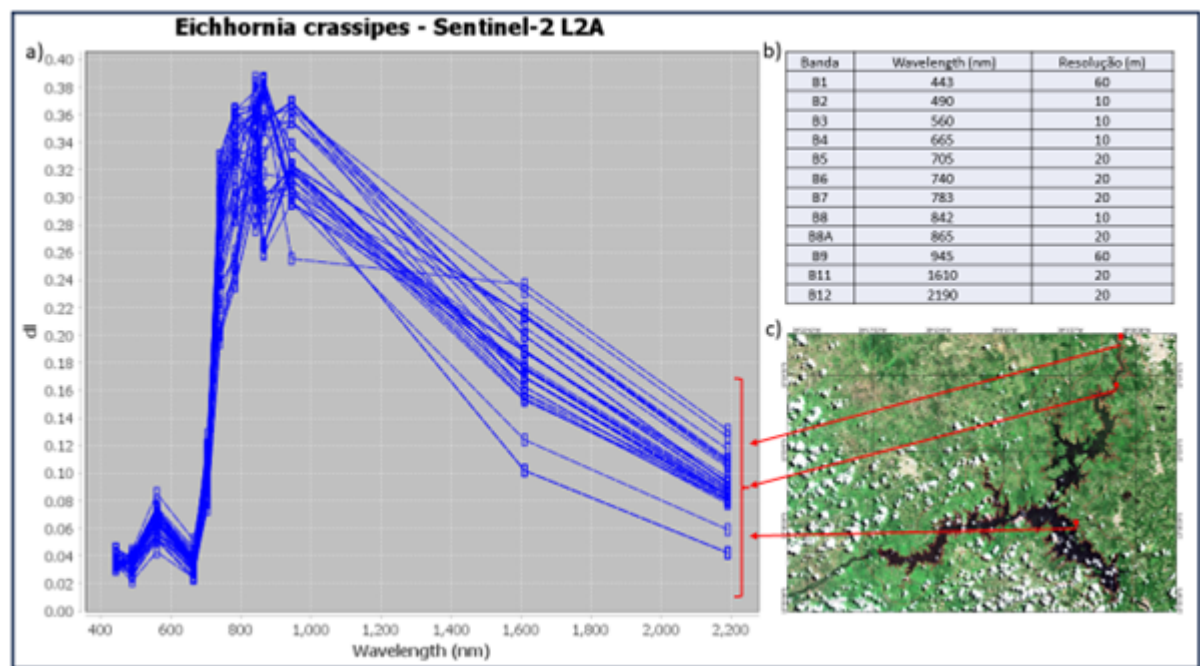 Eichhornia crassipes - Sentinel-2 L2A
a)
0.40
0.38
0.36
0.34
0.32
0.30
0.28
0.26
0.24
0.22
0.20
0.18
0.16
0.14
0.12
0.10
0.08
0.06
0.04
0.02
0.00
dl
400 600 800 1,000 1,200 1,400 1,600 1,800 2,000 2,200
Wavelength (nm)
b)
Banda Wavelength (nm) Resolução (m)
B1 443 60
B2 490 10
B3 560 10
B4 665 10
B5 705 20
B6 740 20
B7 783 20
B8 842 10
B8A 865 20
B9 945 60
B11 1610 20
B12 2190 20
c)